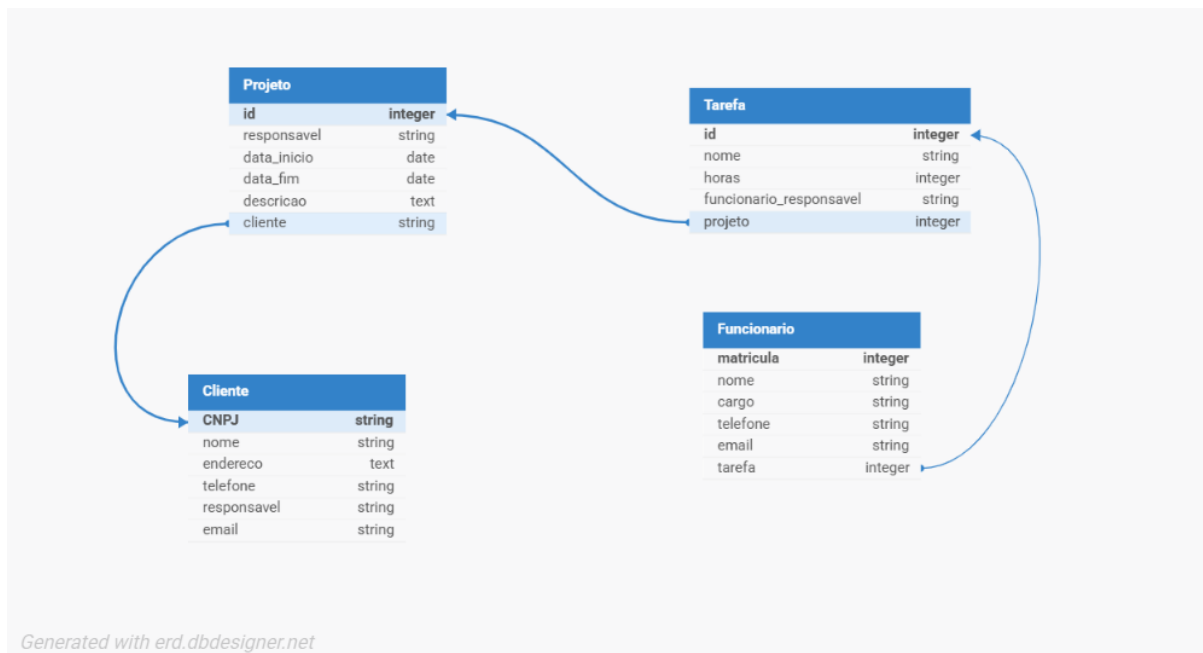 Projeto
id integer
responsavel string
data_inicio date
data_fim date
descricao text
cliente string
Tarefa
id integer
nome string
horas integer
funcionario_responsavel string
projeto integer
Cliente
CNPJ string
nome string
endereco text
telefone string
responsavel string
email string
Funcionario
matricula integer
nome string
cargo string
telefone string
email string
tarefa integer
Generated with erd.dbdesigner.net